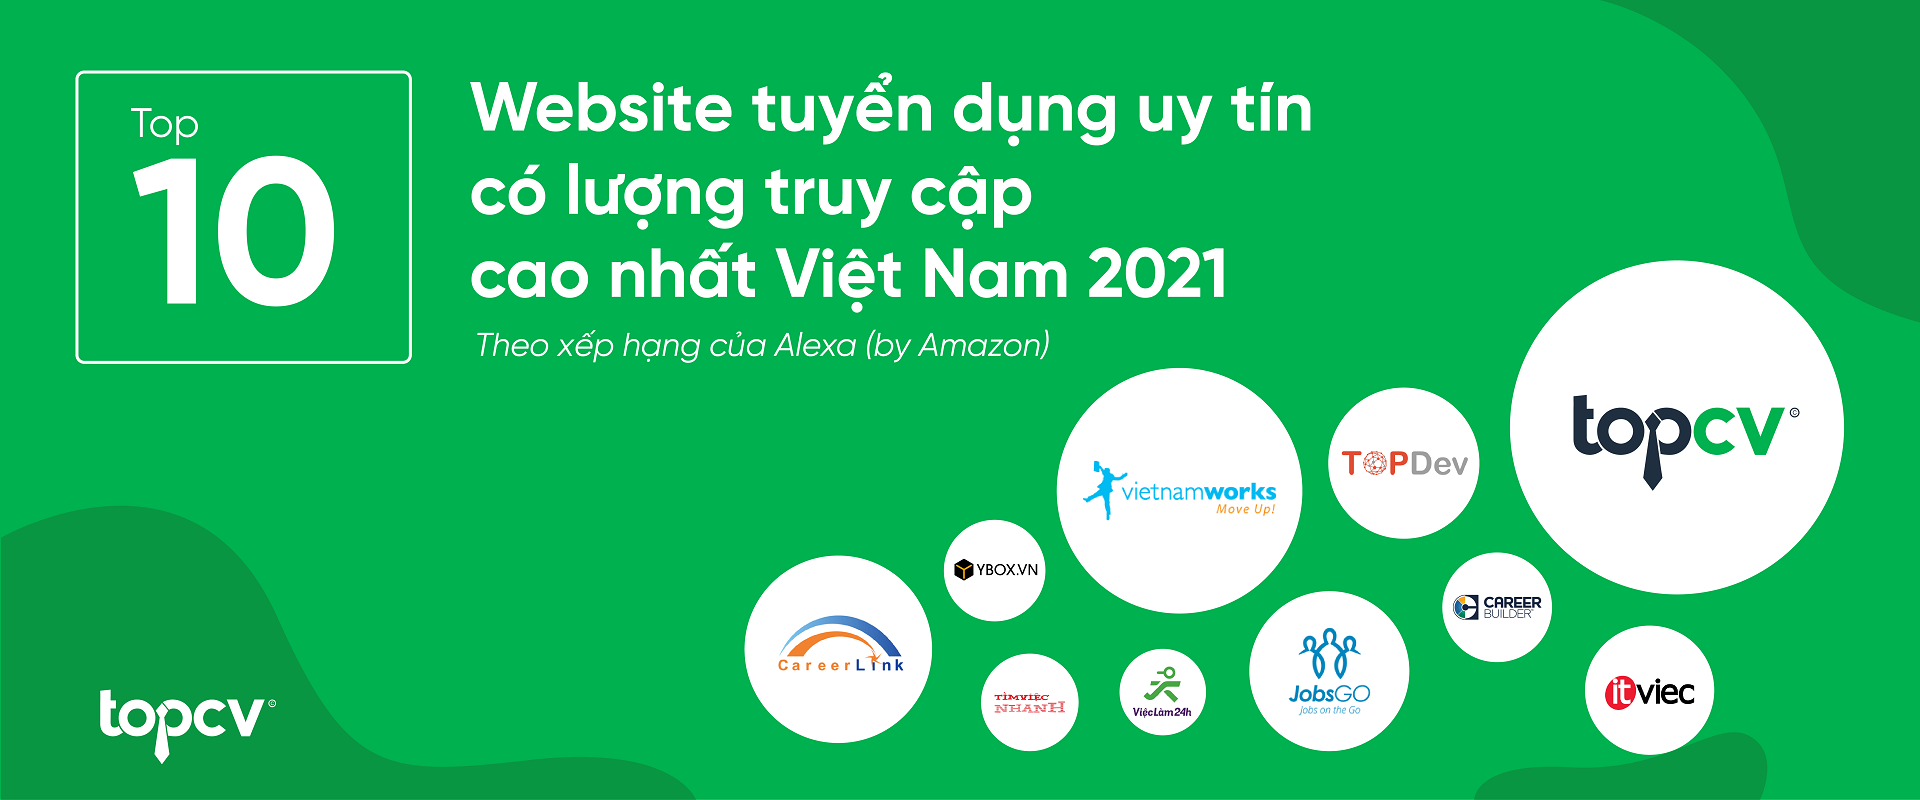 Top
10
Website tuyển dụng uy tín
có lượng truy cập
cao nhất Việt Nam 2021
Theo xếp hạng của Alexa (by Amazon)
topcv©
vietnamworks
Move Up!
TOPDev
YBOX.VN
CAREER
BUILDER
CareerLink
TÌMVIỆC
NHANH
ViệcLàm24h
JobsGO
Jobs on the Go
itviec
topcv©